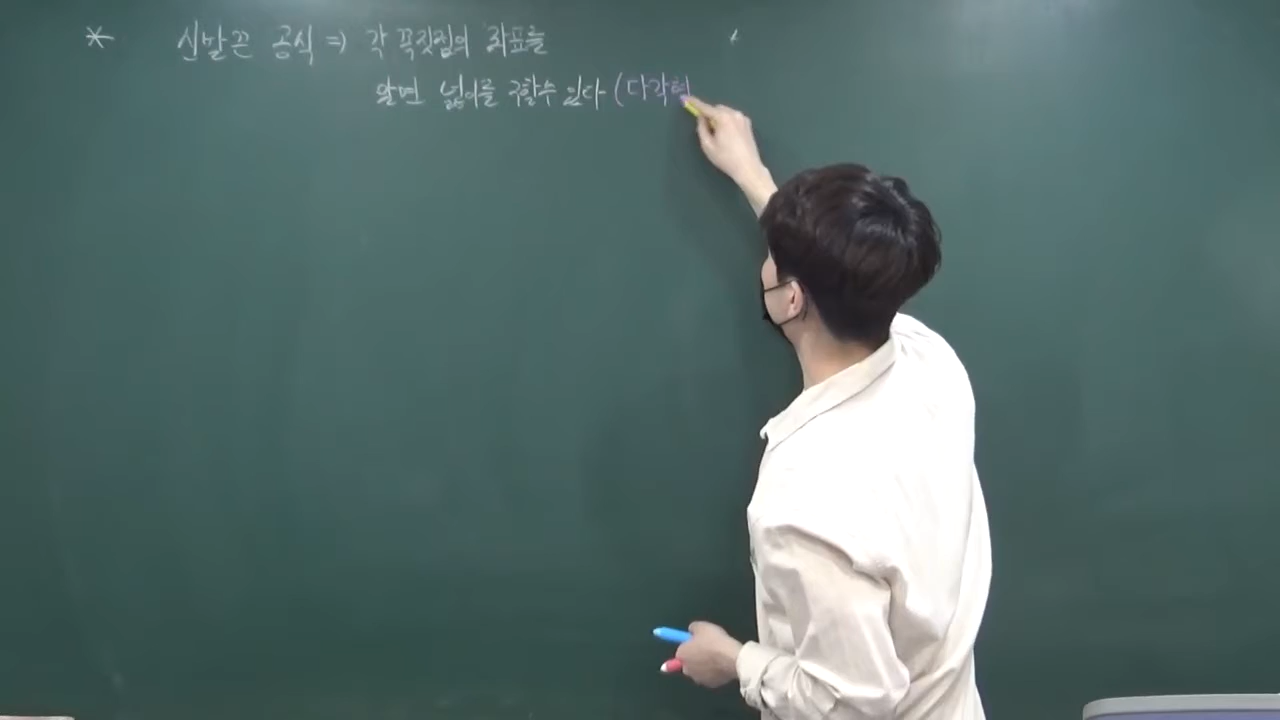 * 신발끈 공식 ⇒ 각 꼭짓점의 좌표를
알면 넓이를 구할수 있다 (다각형